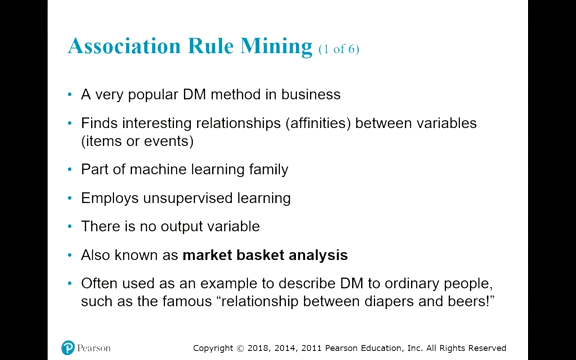 Association Rule Mining (1 of 6)
• A very popular DM method in business
• Finds interesting relationships (affinities) between variables
(items or events)
• Part of machine learning family
• Employs unsupervised learning
• There is no output variable
• Also known as market basket analysis
• Often used as an example to describe DM to ordinary people,
such as the famous “relationship between diapers and beers!”
P Pearson
Copyright © 2018, 2014, 2011 Pearson Education, Inc. All Rights Reserved